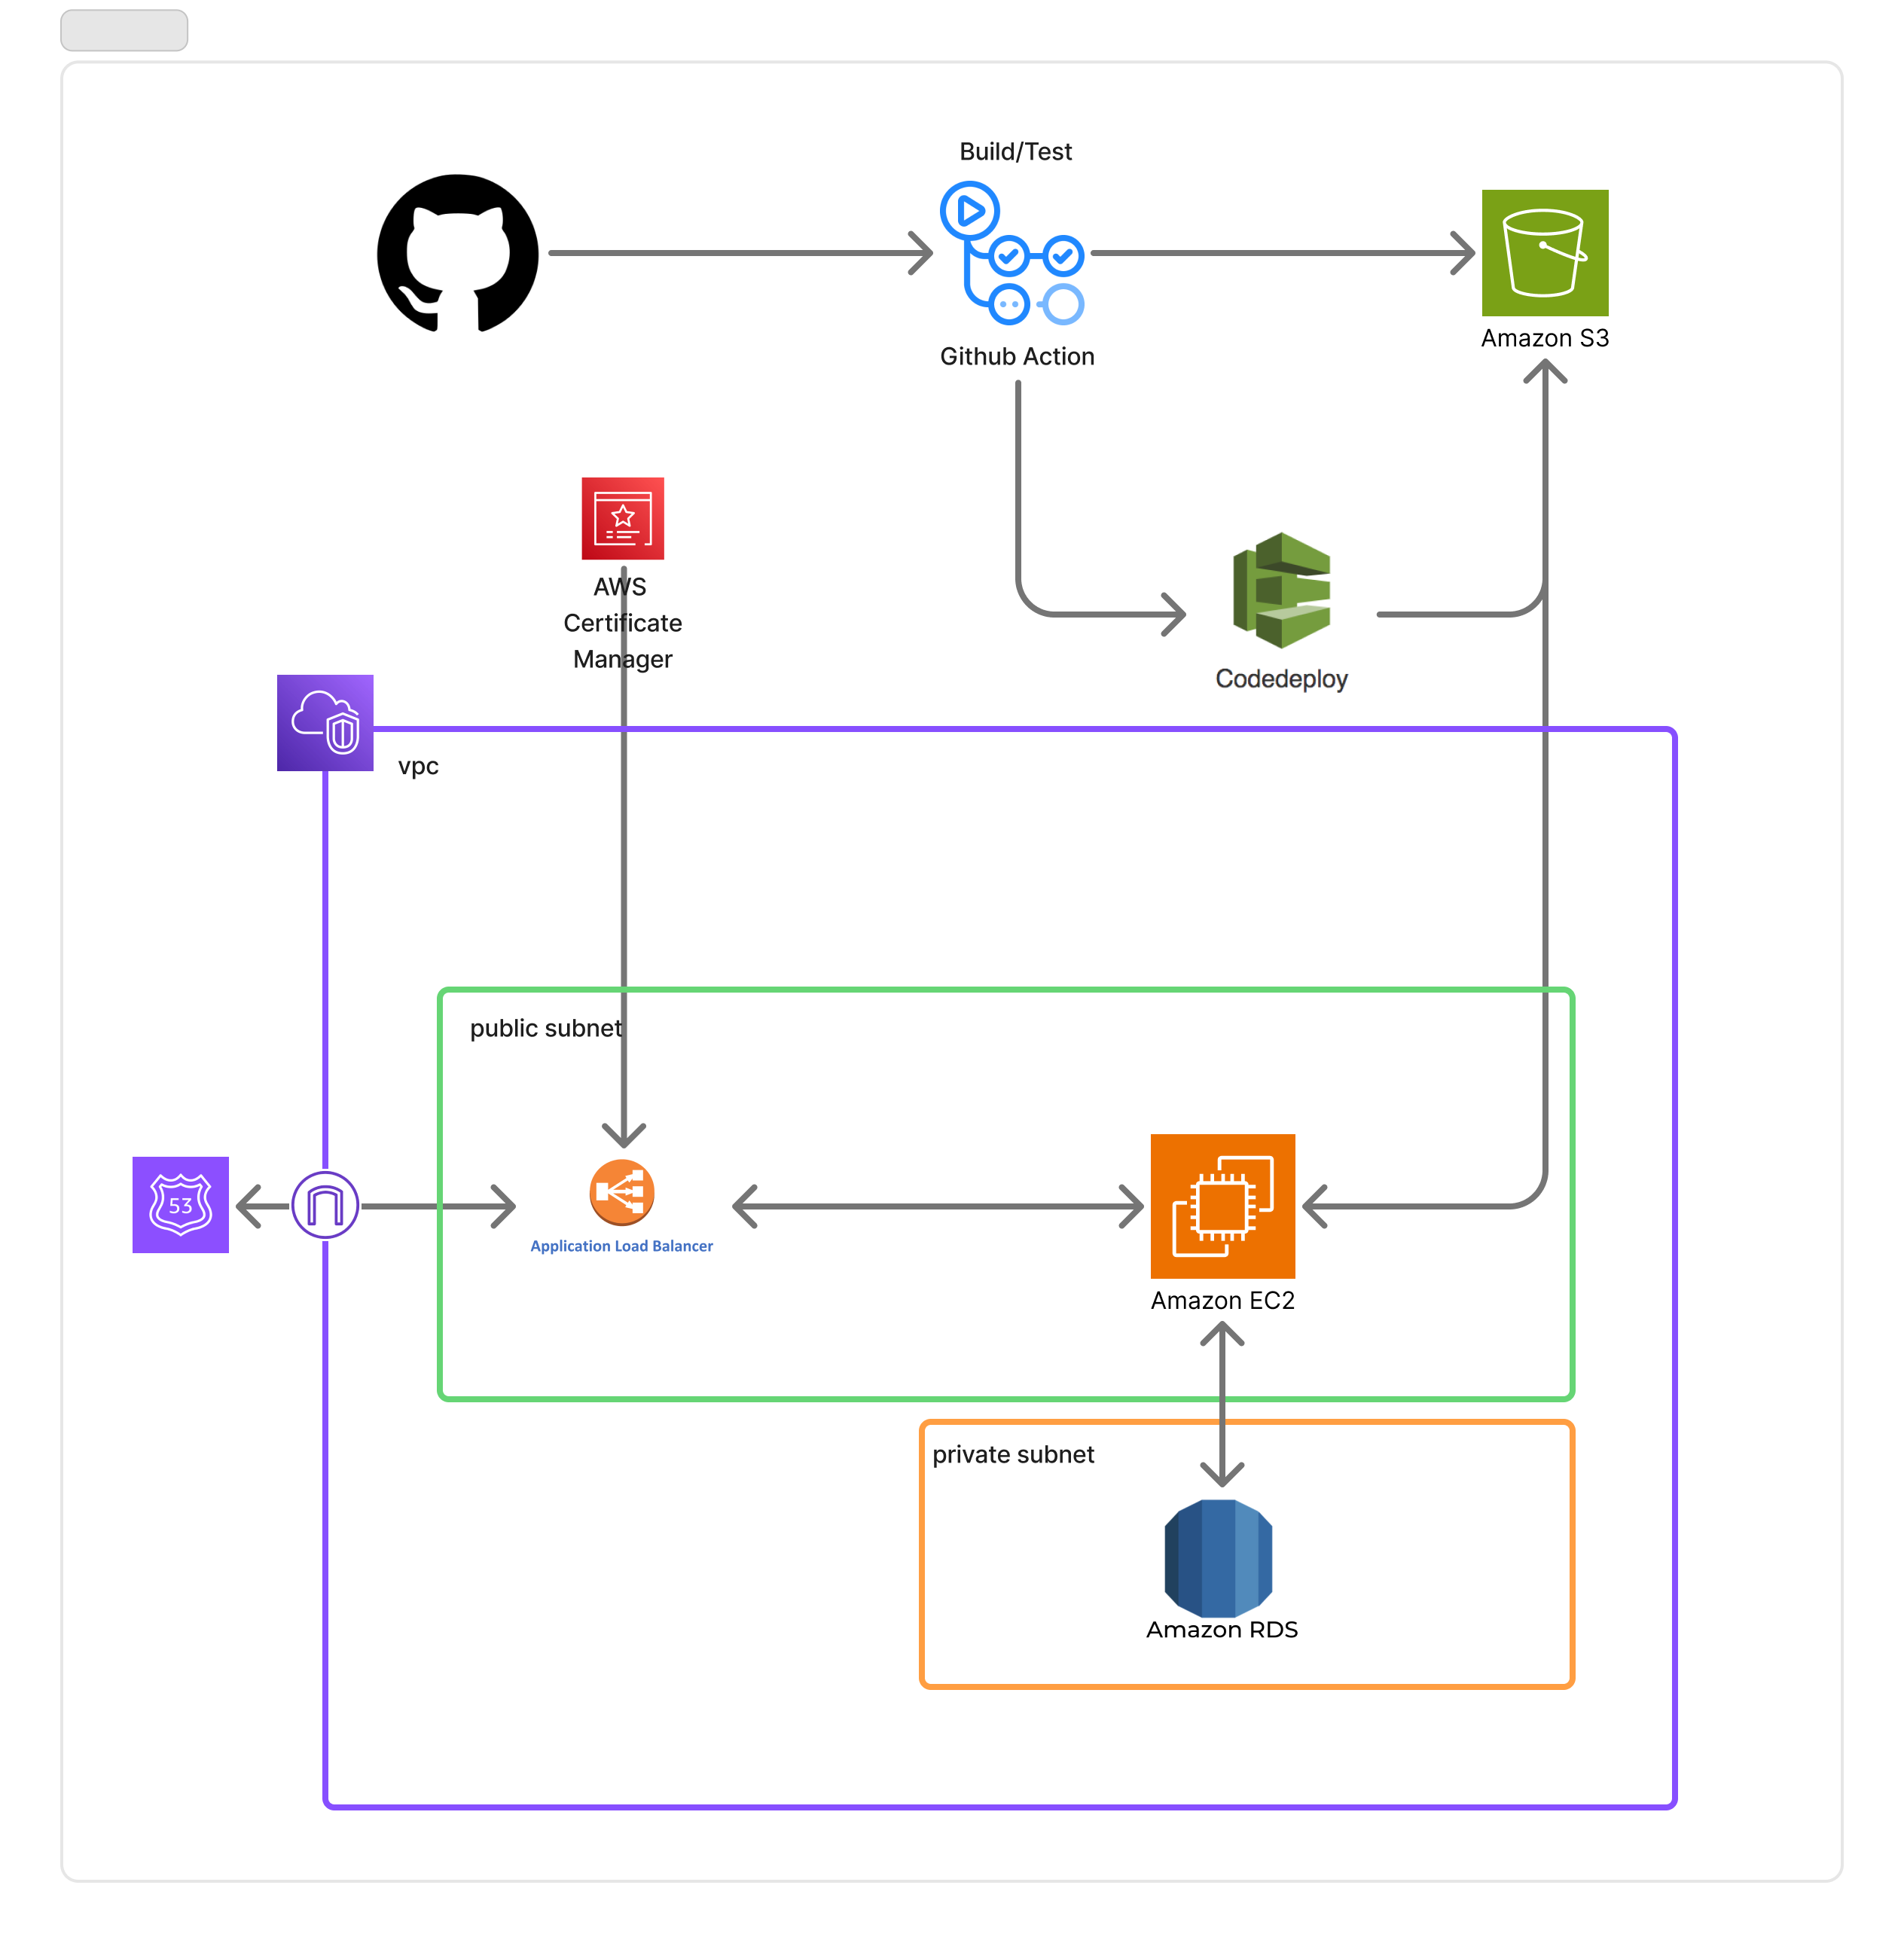 Build/Test
Github Action
Amazon S3
AWS
Certificate
Manager
Codedeploy
vpc
public subnet
53
Application Load Balancer
Amazon EC2
private subnet
Amazon RDS